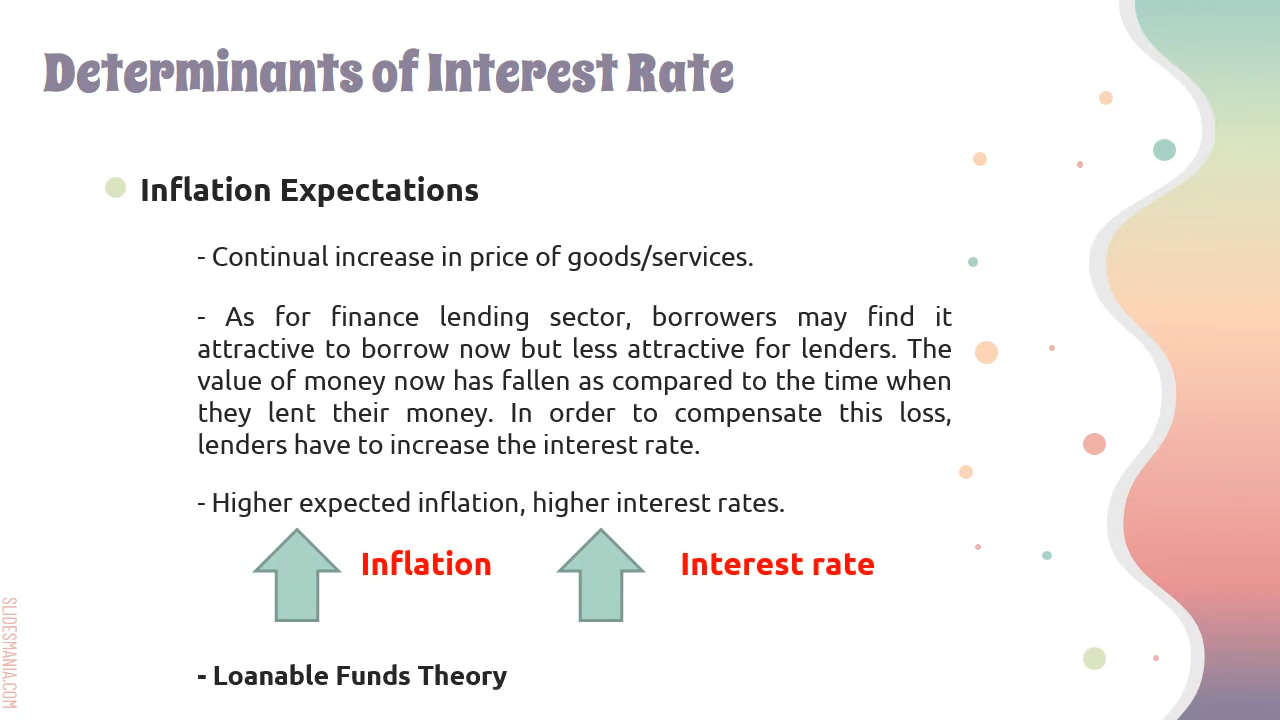 Determinants of Interest Rate
Inflation Expectations
- Continual increase in price of goods/services.
- As for finance lending sector, borrowers may find it
attractive to borrow now but less attractive for lenders. The
value of money now has fallen as compared to the time when
they lent their money. In order to compensate this loss,
lenders have to increase the interest rate.
- Higher expected inflation, higher interest rates.
Inflation Interest rate
- Loanable Funds Theory
SLIDESMANIA.COM